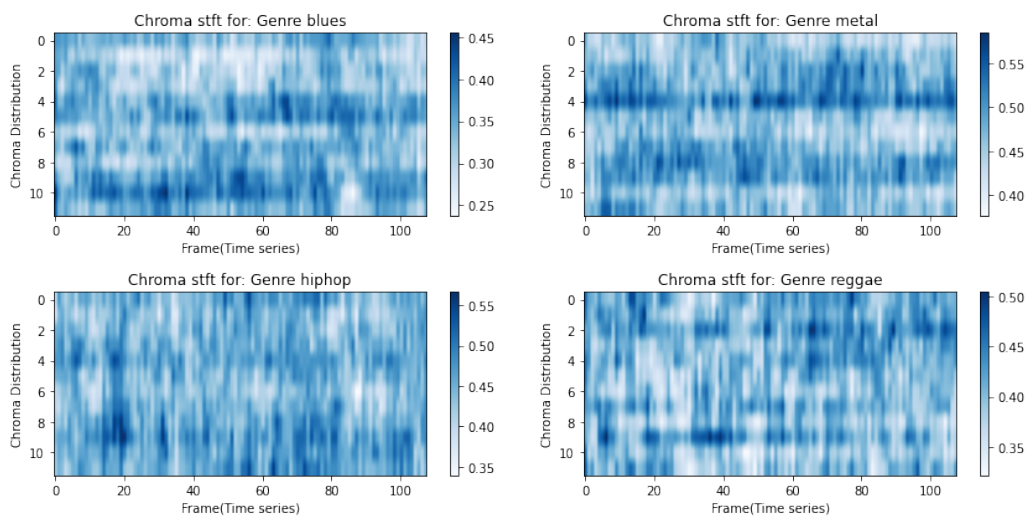 Chroma stft for: Genre blues
Chroma Distribution
0
2
4
6
8
10
0 20 40 60 80 100
Frame(Time series)
0.45
0.40
0.35
0.30
0.25
Chroma stft for: Genre metal
Chroma Distribution
0
2
4
6
8
10
0 20 40 60 80 100
Frame(Time series)
0.55
0.50
0.45
0.40
Chroma stft for: Genre hiphop
Chroma Distribution
0
2
4
6
8
10
0 20 40 60 80 100
Frame(Time series)
0.55
0.50
0.45
0.40
0.35
Chroma stft for: Genre reggae
Chroma Distribution
0
2
4
6
8
10
0 20 40 60 80 100
Frame(Time series)
0.50
0.45
0.40
0.35